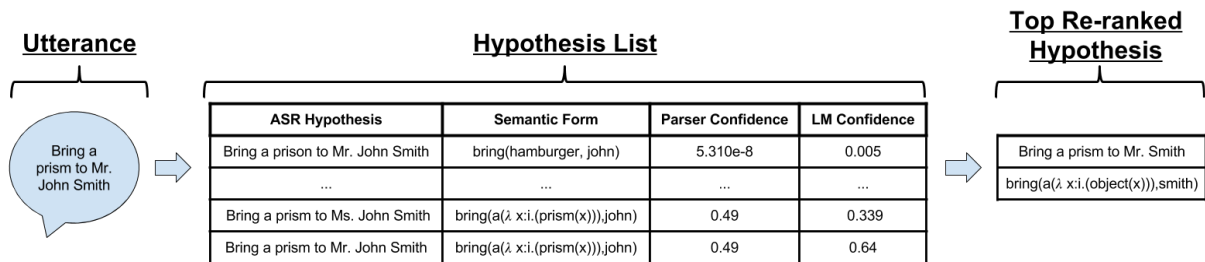 Utterance
Hypothesis List
Top Re-ranked
Hypothesis
Bring a
prism to Mr.
John Smith
ASR Hypothesis Semantic Form Parser Confidence LM Confidence
Bring a prison to Mr. John Smith bring(hamburger, john) 5.310e-8 0.005
... ... ... ...
Bring a prism to Ms. John Smith bring(a(λ x:i.(prism(x))),john) 0.49 0.339
Bring a prism to Mr. John Smith bring(a(λ x:i.(prism(x))),john) 0.49 0.64
Bring a prism to Mr. Smith
bring(a(λ x:i.(object(x))),smith)